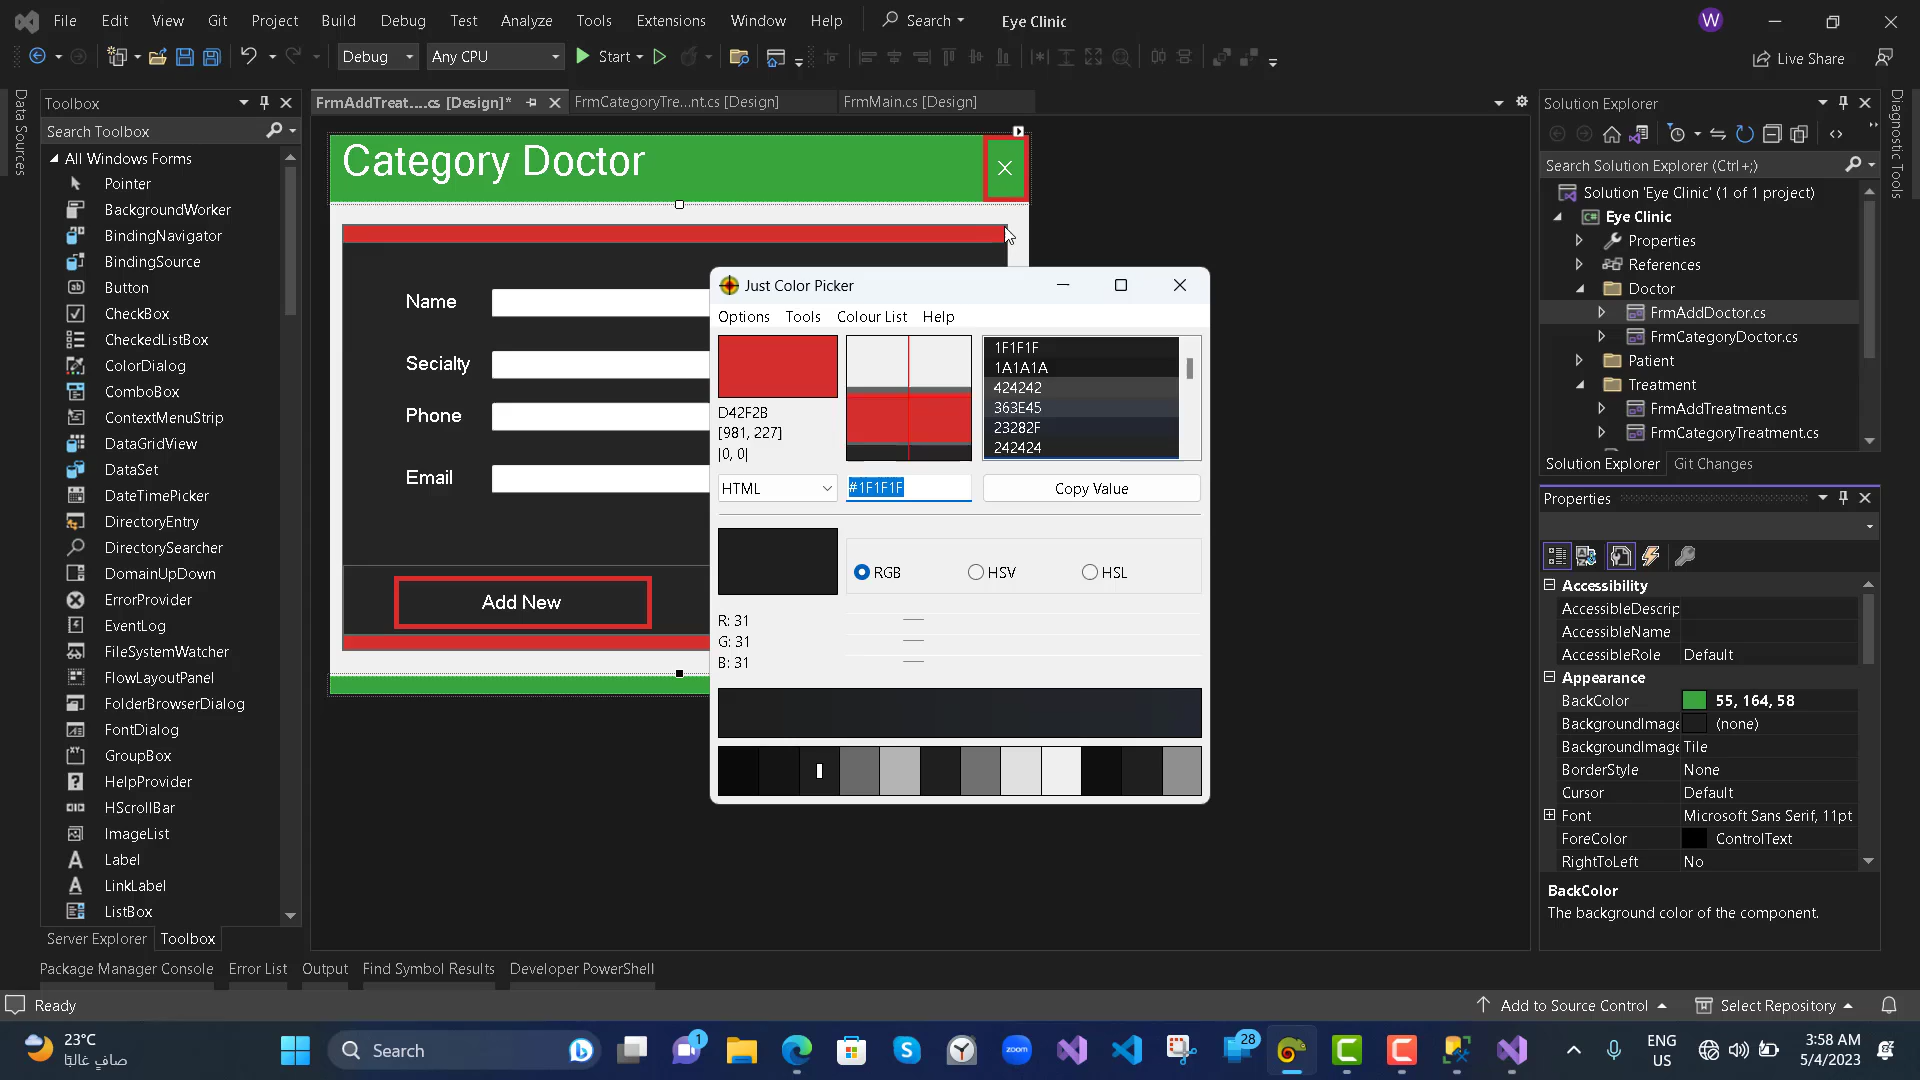 File Edit View Git Project Build Debug Test Analyze Tools Extensions Window Help Search Eye Clinic W
Debug Any CPU Start Live Share
Data Sources
Toolbox
Search Toolbox
All Windows Forms
Pointer
BackgroundWorker
BindingNavigator
BindingSource
Button
CheckBox
CheckedListBox
ColorDialog
ComboBox
ContextMenuStrip
DataGridView
DataSet
DateTimePicker
DirectoryEntry
DirectorySearcher
DomainUpDown
ErrorProvider
EventLog
FileSystemWatcher
FlowLayoutPanel
FolderBrowserDialog
FontDialog
GroupBox
HelpProvider
HScrollBar
ImageList
Label
LinkLabel
ListBox
Server Explorer Toolbox
FrmAddTreat....cs [Design]* FrmCategoryTre...nt.cs [Design] FrmMain.cs [Design]
Category Doctor
Name
Secialty
Phone
Email
Add New
Just Color Picker
Options Tools Colour List Help
D42F2B
[981, 227]
|0, 0|
1F1F1F
1A1A1A
424242
363E45
23282F
242424
HTML #1F1F1F Copy Value
RGB HSV HSL
R: 31
G: 31
B: 31
Solution Explorer
Search Solution Explorer (Ctrl+;)
Solution 'Eye Clinic' (1 of 1 project)
Eye Clinic
Properties
References
Doctor
FrmAddDoctor.cs
FrmCategoryDoctor.cs
Patient
Treatment
FrmAddTreatment.cs
FrmCategoryTreatment.cs
Solution Explorer Git Changes
Properties
Accessibility
AccessibleDescrip
AccessibleName
AccessibleRole Default
Appearance
BackColor 55, 164, 58
BackgroundImage (none)
BackgroundImage Tile
BorderStyle None
Cursor Default
Font Microsoft Sans Serif, 11pt
ForeColor ControlText
RightToLeft No
BackColor
The background color of the component.
Diagnostic Tools
Package Manager Console Error List Output Find Symbol Results Developer PowerShell
Ready Add to Source Control Select Repository
23°C
صافٍ غالبًا
Search 1 zoom 28
ENG
US
3:58 AM
5/4/2023